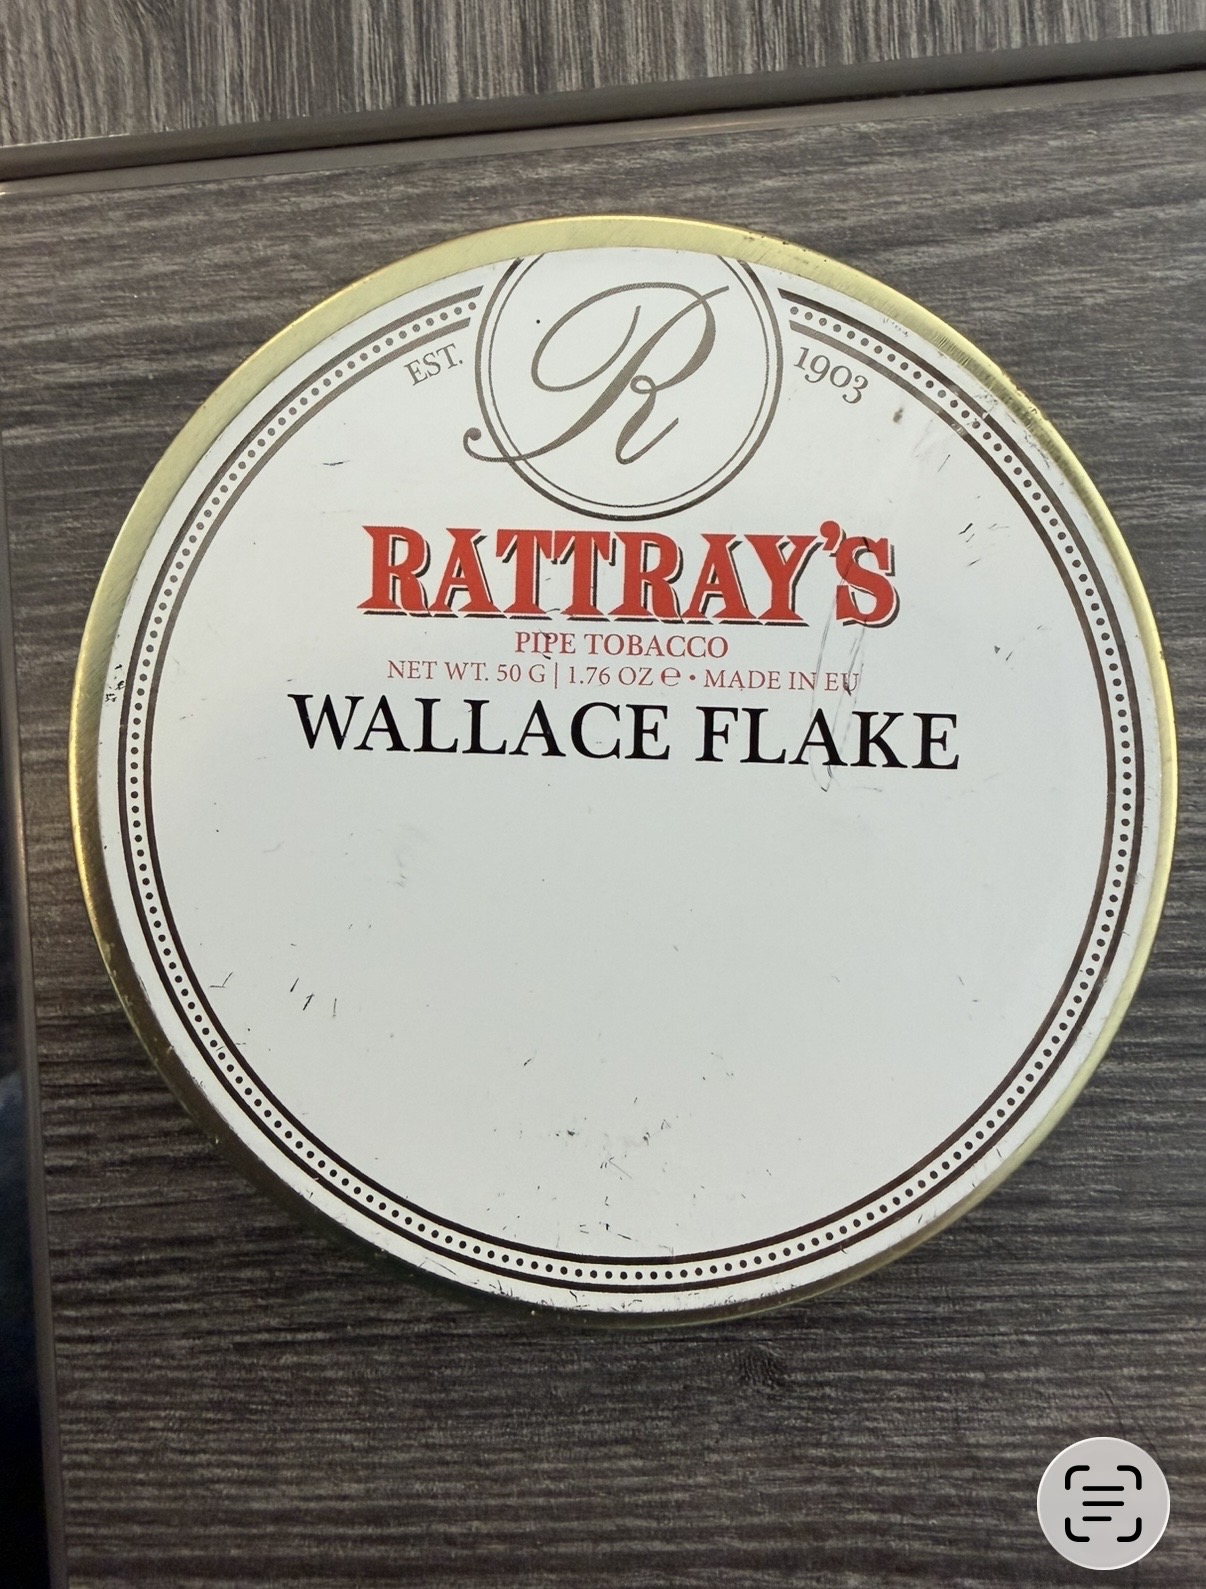 R
EST. 1903
RATTRAY'S
PIPE TOBACCO
NET WT. 50 G | 1.76 OZ ℮ • MADE IN EU
WALLACE FLAKE